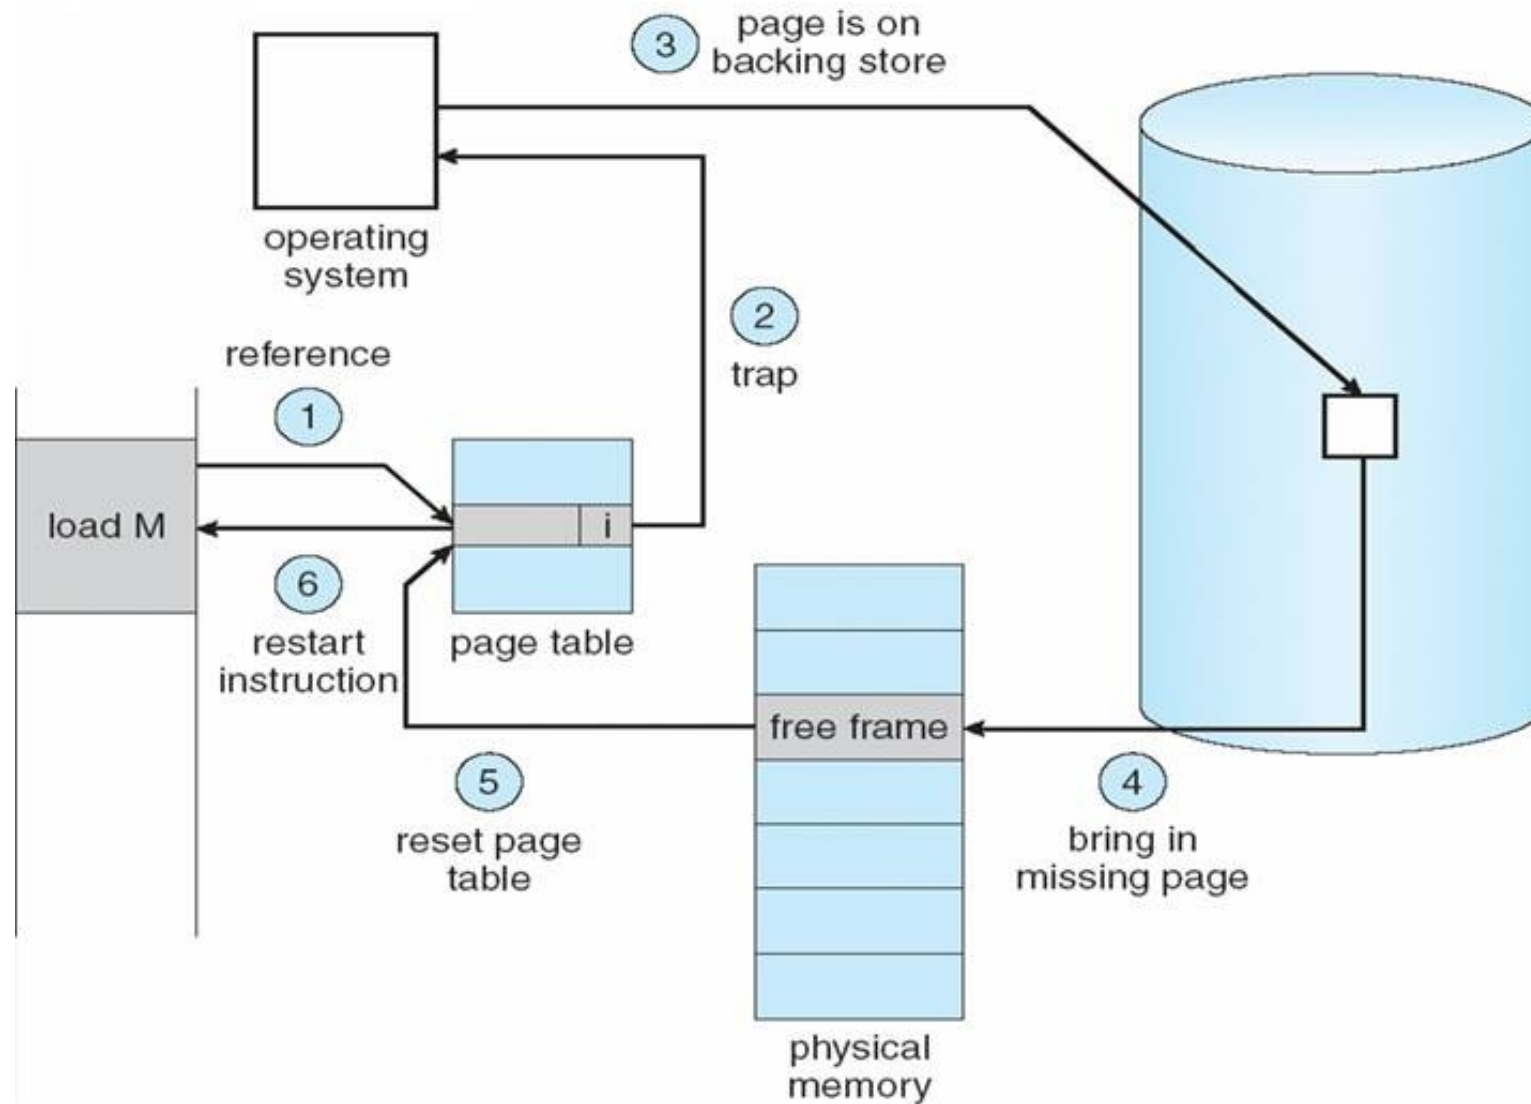 3
page is on
backing store
operating
system
2
trap
reference
1
load M
i
6
restart
instruction
page table
free frame
5
reset page
table
4
bring in
missing page
physical
memory